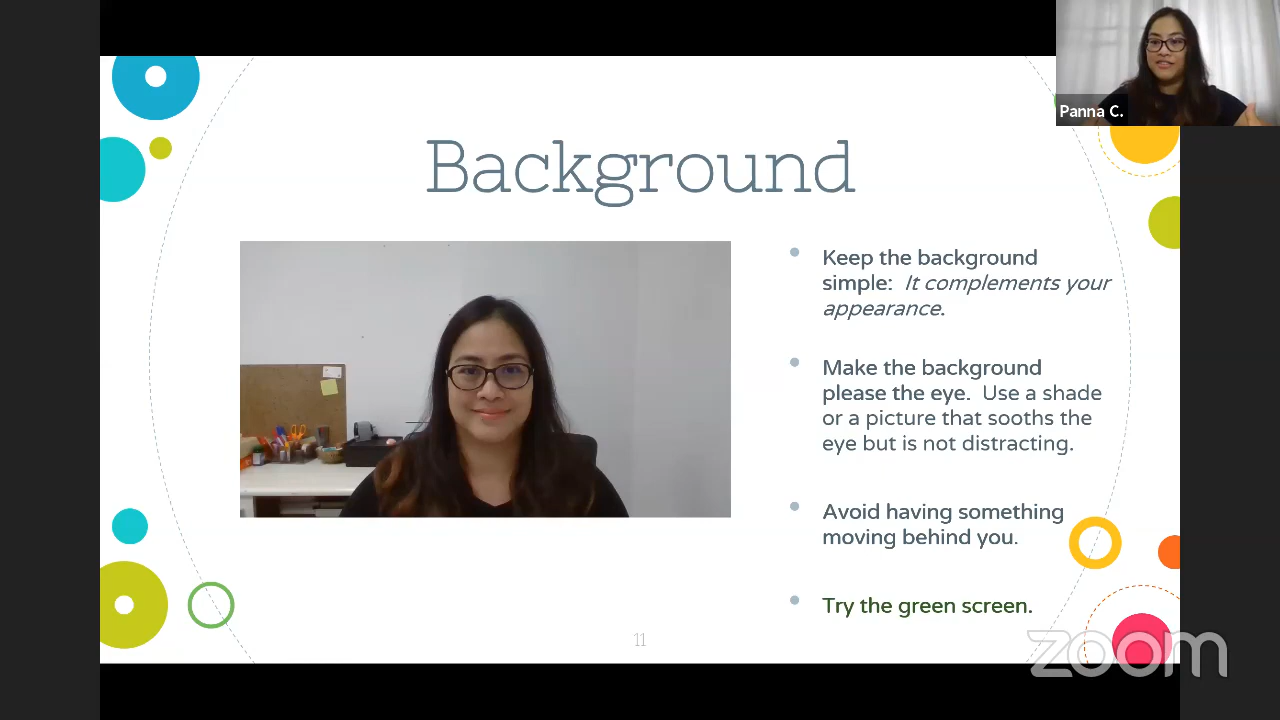 Panna C.
Background
Keep the background
simple: It complements your
appearance.
Make the background
please the eye. Use a shade
or a picture that sooths the
eye but is not distracting.
Avoid having something
moving behind you.
Try the green screen.
11
zoom